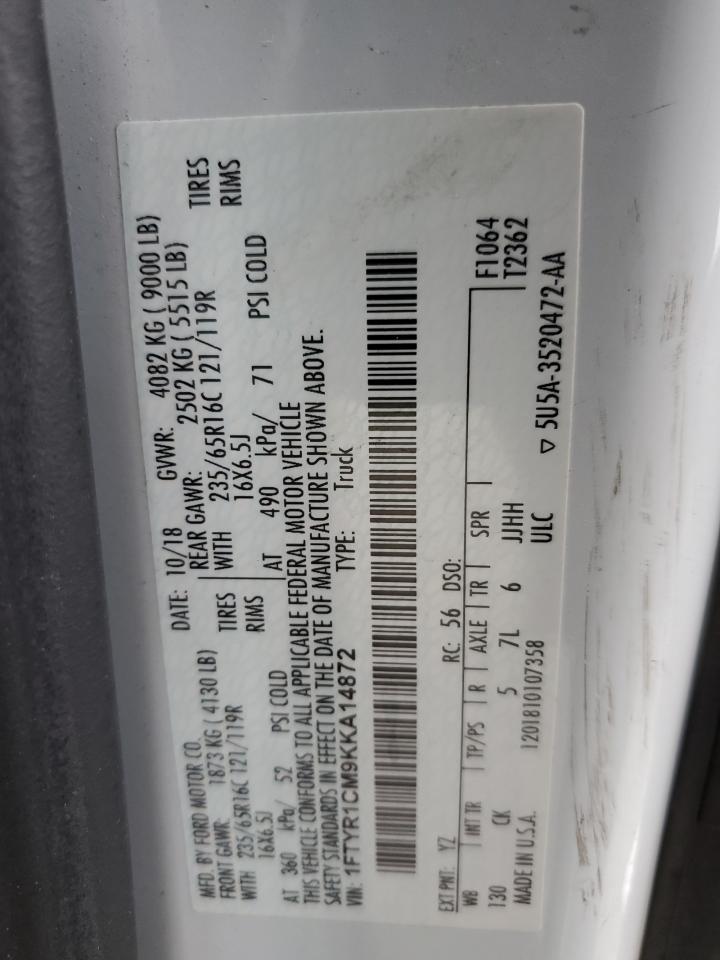 MFD. BY FORD MOTOR CO. DATE: 10/18 GVWR: 4082 KG ( 9000 LB)
FRONT GAWR: 1873 KG ( 4130 LB) REAR GAWR: 2502 KG ( 5515 LB)
WITH 235/65R16C 121/119R TIRES WITH 235/65R16C 121/119R TIRES
16X6.5J RIMS 16X6.5J RIMS
AT 360 kPa/ 52 PSI COLD AT 490 kPa/ 71 PSI COLD
THIS VEHICLE CONFORMS TO ALL APPLICABLE FEDERAL MOTOR VEHICLE
SAFETY STANDARDS IN EFFECT ON THE DATE OF MANUFACTURE SHOWN ABOVE.
VIN: 1FTYR1CM9KKA14872 TYPE: Truck
EXT PNT: YZ RC: 56 DSO:
WB INT TR TP/PS R AXLE TR SPR F1064
130 CK 5 7L 6 JJHH T2362
MADE IN U.S.A. 1201810107358 ULC ▽ 5U5A-3520472-AA